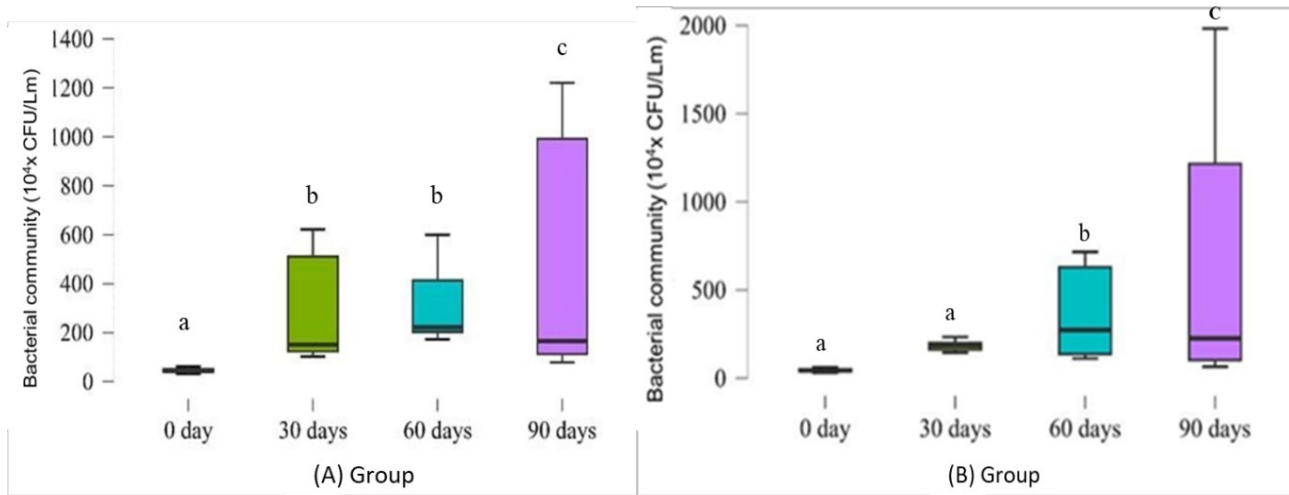 Bacterial community (10⁴x CFU/Lm)
1400
1200
1000
800
600
400
200
0
a
b
b
c
0 day
30 days
60 days
90 days
(A) Group
Bacterial community (10⁴x CFU/Lm)
2000
1500
1000
500
0
a
a
b
c
0 day
30 days
60 days
90 days
(B) Group